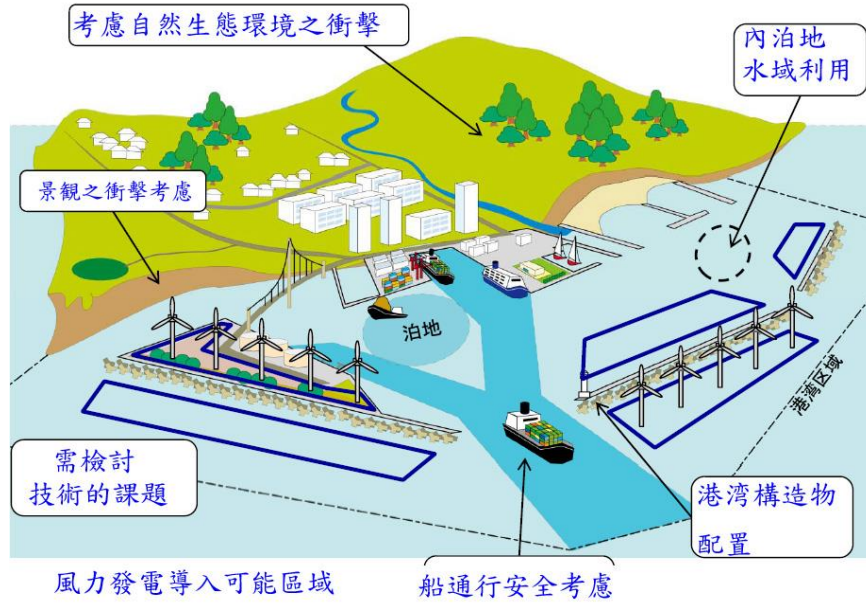 考慮自然生態環境之衝擊
內泊地
水域利用
景観之衝擊考慮
泊地
港湾区域
需檢討
技術的課題
港湾構造物
配置
風力發電導入可能區域
船通行安全考慮